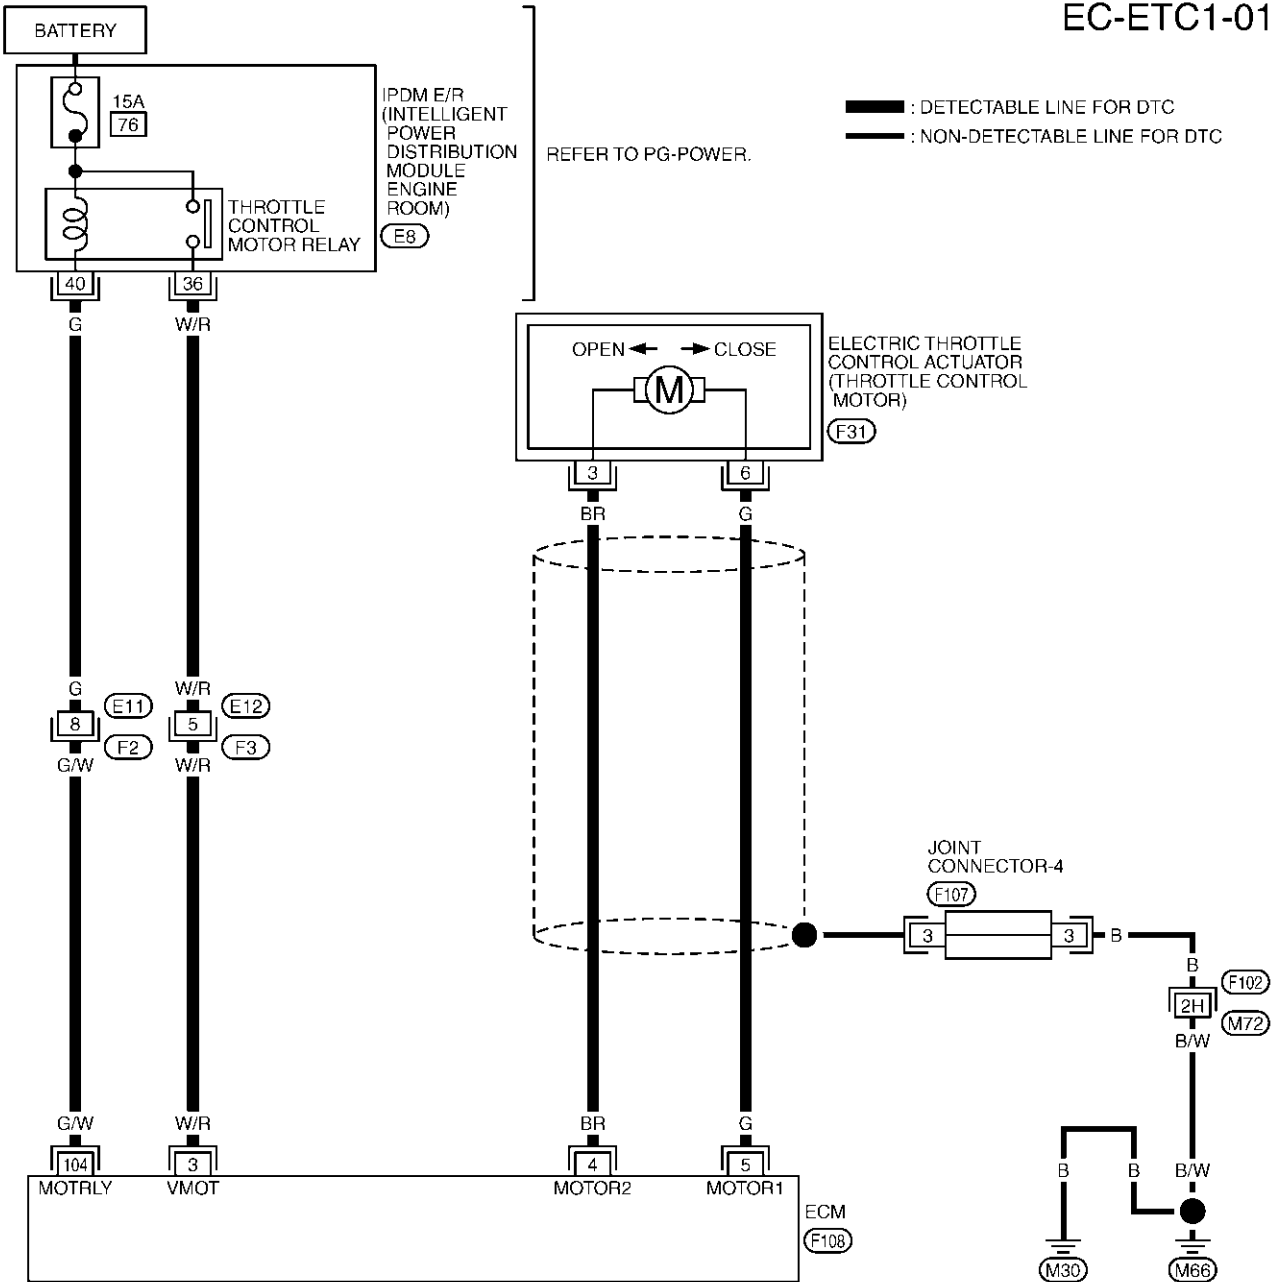 EC-ETC1-01
BATTERY
15A
76
IPDM E/R
(INTELLIGENT
POWER
DISTRIBUTION
MODULE
ENGINE
ROOM)
E8
REFER TO PG-POWER.
: DETECTABLE LINE FOR DTC
: NON-DETECTABLE LINE FOR DTC
THROTTLE
CONTROL
MOTOR RELAY
40
36
G
W/R
OPEN
CLOSE
M
ELECTRIC THROTTLE
CONTROL ACTUATOR
(THROTTLE CONTROL
MOTOR)
F31
3
6
BR
G
G
W/R
8
E11
F2
5
E12
F3
G/W
W/R
JOINT
CONNECTOR-4
F107
3
3
B
B
2H
F102
M72
B/W
G/W
W/R
BR
G
B
B
B/W
104
3
4
5
MOTRLY
VMOT
MOTOR2
MOTOR1
ECM
F108
M30
M66